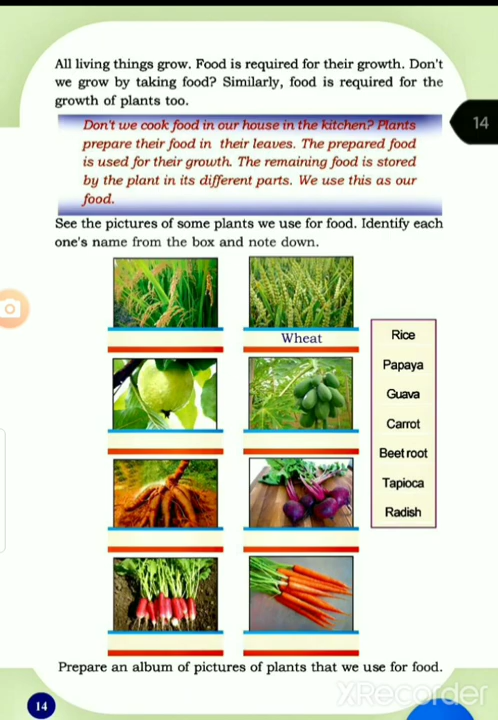 All living things grow. Food is required for their growth. Don't
we grow by taking food? Similarly, food is required for the
growth of plants too.
Don't we cook food in our house in the kitchen? Plants
prepare their food in their leaves. The prepared food
is used for their growth. The remaining food is stored
by the plant in its different parts. We use this as our
food.
14
See the pictures of some plants we use for food. Identify each
one's name from the box and note down.
Wheat
Rice
Papaya
Guava
Carrot
Beet root
Tapioca
Radish
Prepare an album of pictures of plants that we use for food.
14
XRecorder